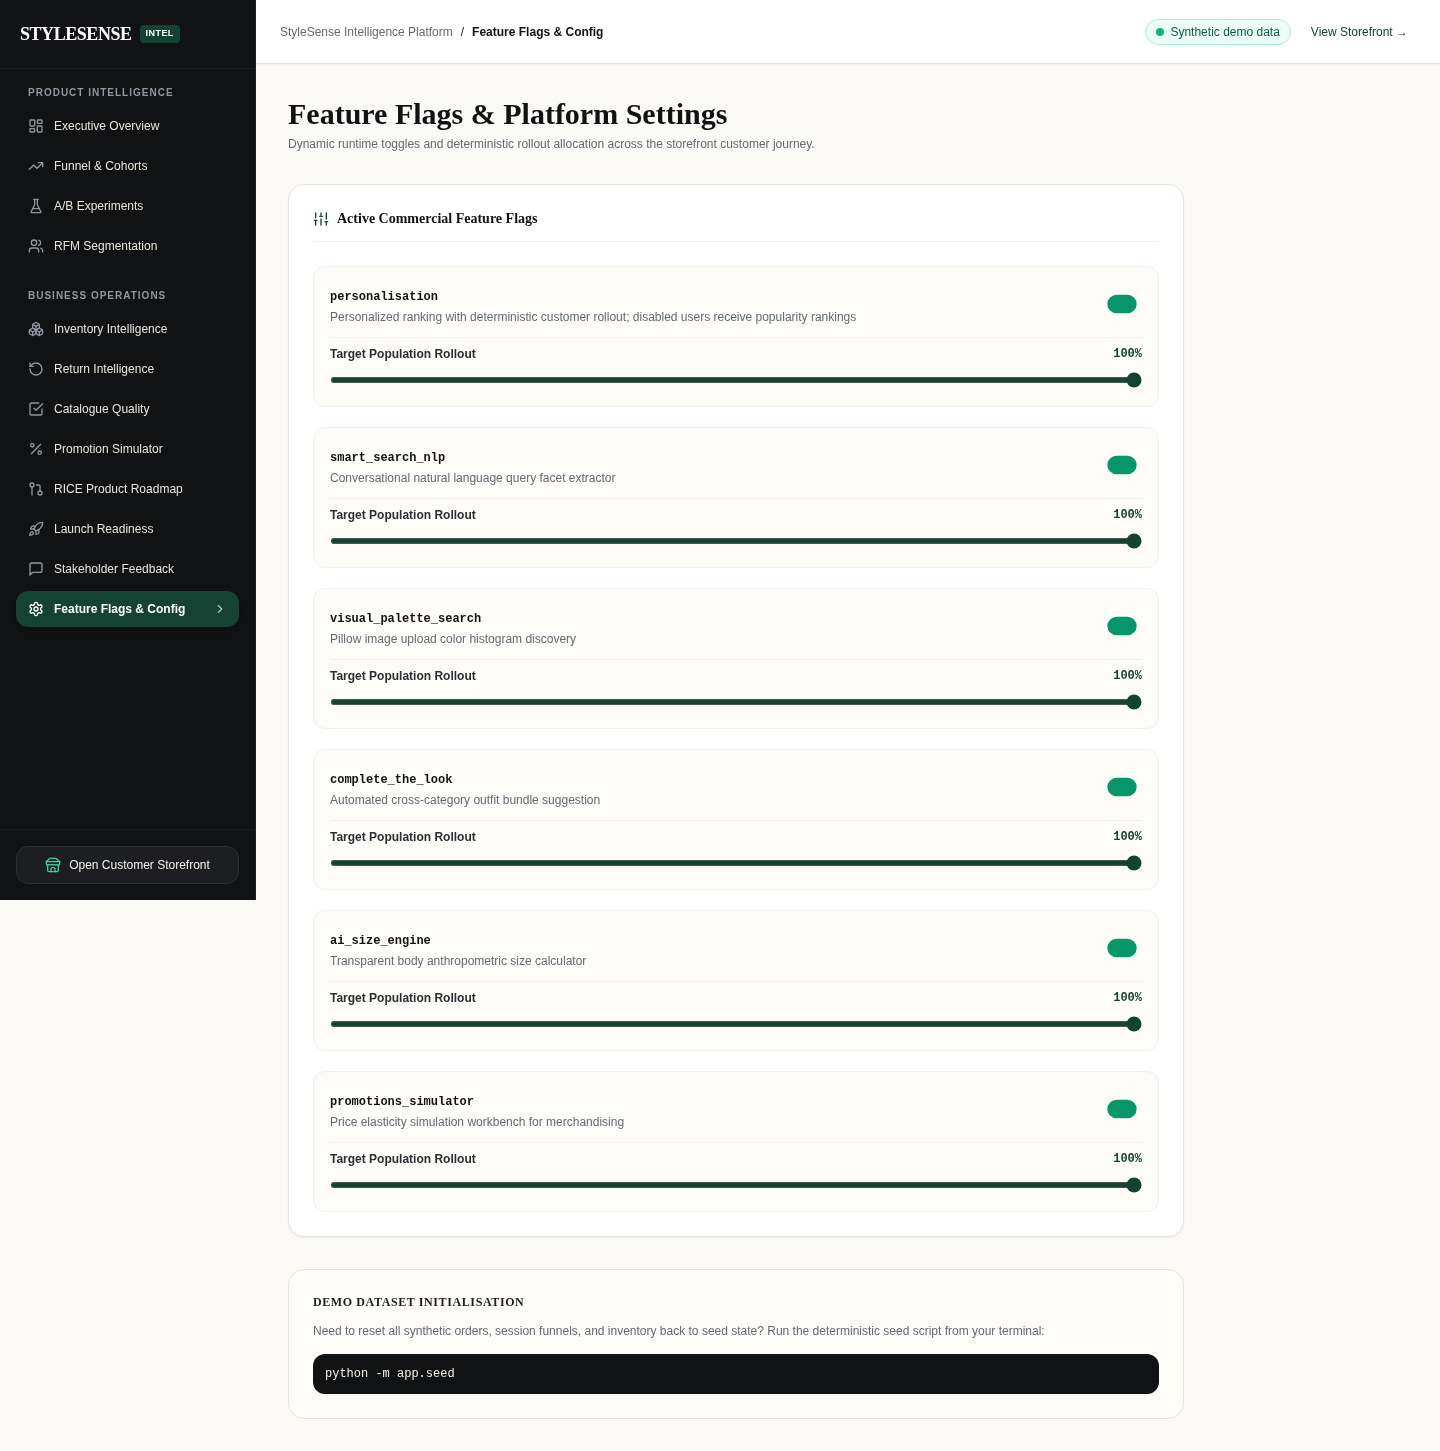 STYLESENSE INTEL
PRODUCT INTELLIGENCE
Executive Overview
Funnel & Cohorts
A/B Experiments
RFM Segmentation
BUSINESS OPERATIONS
Inventory Intelligence
Return Intelligence
Catalogue Quality
Promotion Simulator
RICE Product Roadmap
Launch Readiness
Stakeholder Feedback
Feature Flags & Config
Open Customer Storefront
StyleSense Intelligence Platform / Feature Flags & Config
Synthetic demo data
View Storefront →
Feature Flags & Platform Settings
Dynamic runtime toggles and deterministic rollout allocation across the storefront customer journey.
Active Commercial Feature Flags
personalisation
Personalized ranking with deterministic customer rollout; disabled users receive popularity rankings
Target Population Rollout 100%
smart_search_nlp
Conversational natural language query facet extractor
Target Population Rollout 100%
visual_palette_search
Pillow image upload color histogram discovery
Target Population Rollout 100%
complete_the_look
Automated cross-category outfit bundle suggestion
Target Population Rollout 100%
ai_size_engine
Transparent body anthropometric size calculator
Target Population Rollout 100%
promotions_simulator
Price elasticity simulation workbench for merchandising
Target Population Rollout 100%
DEMO DATASET INITIALISATION
Need to reset all synthetic orders, session funnels, and inventory back to seed state? Run the deterministic seed script from your terminal:
python -m app.seed